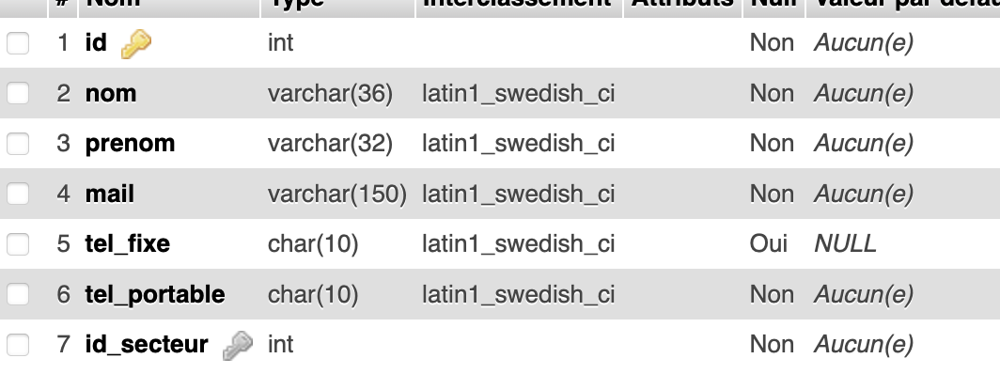 # Nom Type Interclassement Attributs Null Valeur par défau
1 id int Non Aucun(e)
2 nom varchar(36) latin1_swedish_ci Non Aucun(e)
3 prenom varchar(32) latin1_swedish_ci Non Aucun(e)
4 mail varchar(150) latin1_swedish_ci Non Aucun(e)
5 tel_fixe char(10) latin1_swedish_ci Oui NULL
6 tel_portable char(10) latin1_swedish_ci Non Aucun(e)
7 id_secteur int Non Aucun(e)